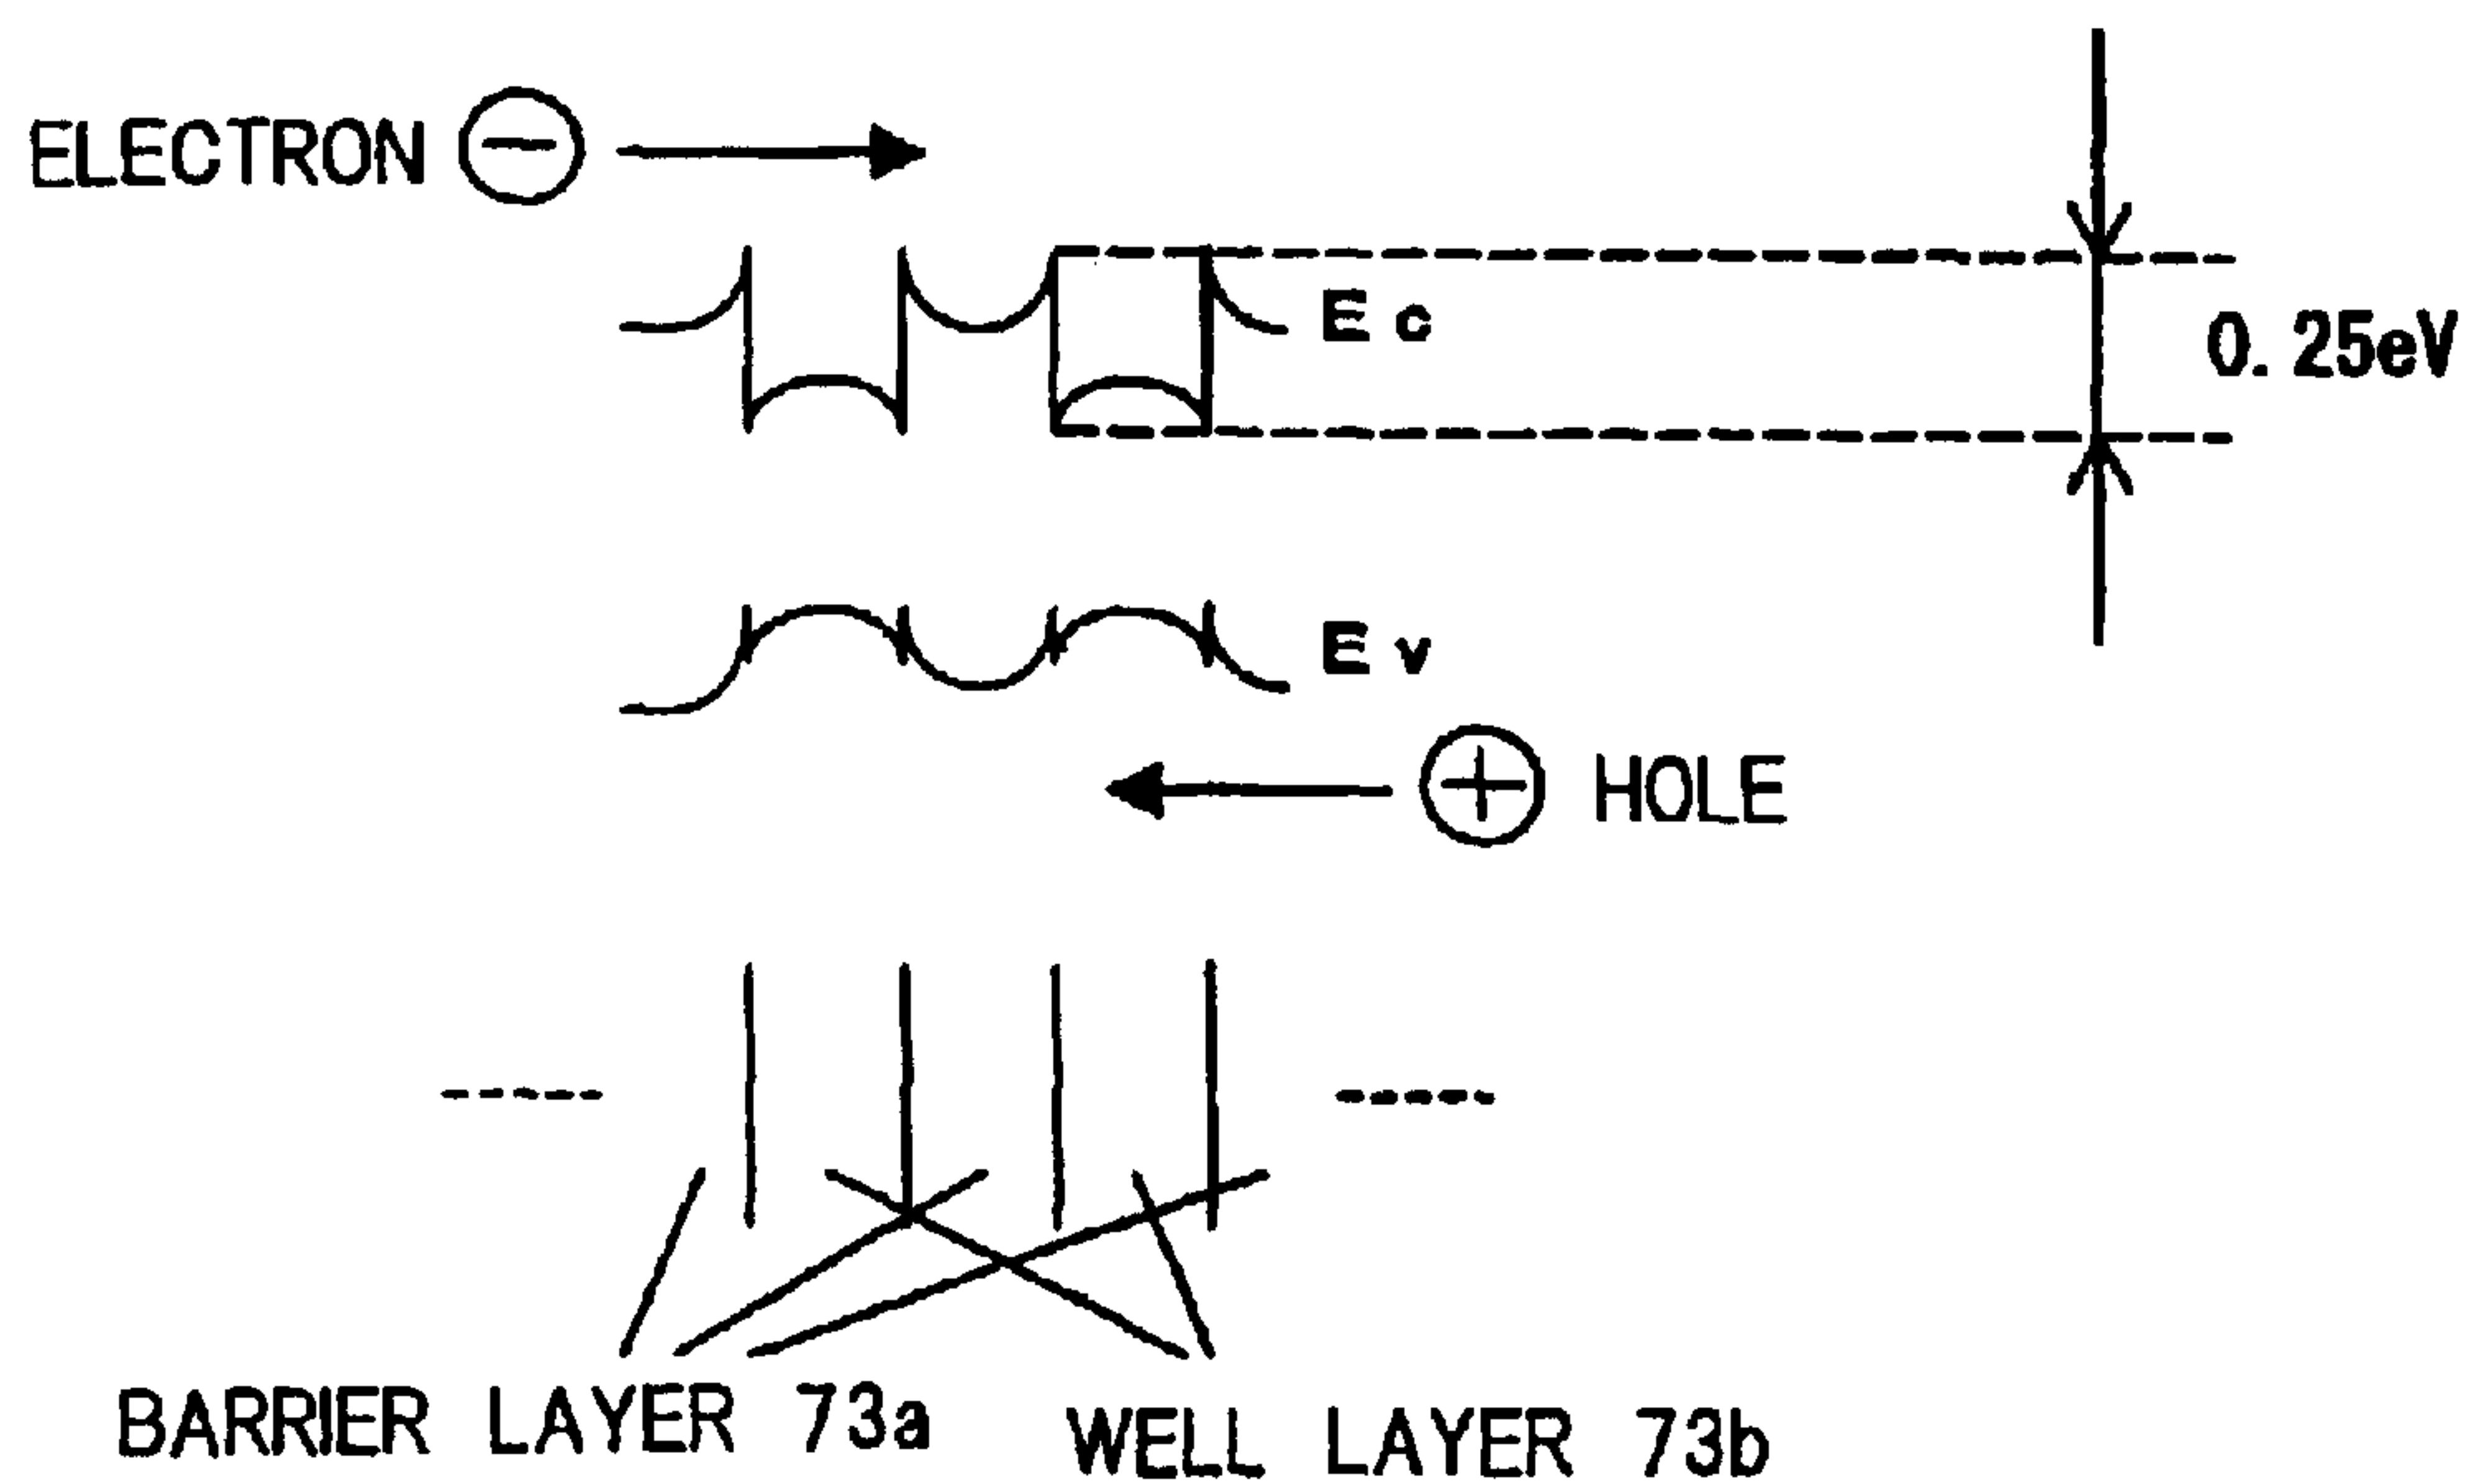 ELECTRON ⊖
Ec
0.25eV
Ev
⊕ HOLE
BARRIER LAYER 73a
WELL LAYER 73b